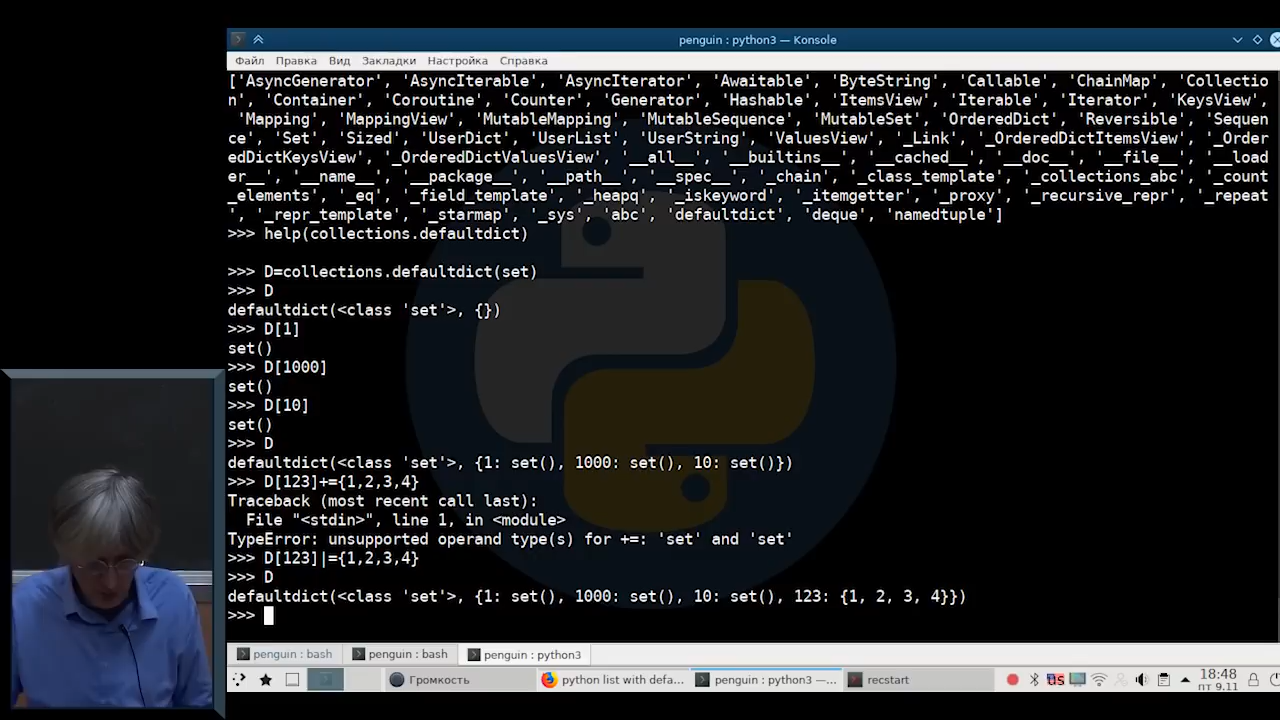 penguin : python3 — Konsole
Файл Правка Вид Закладки Настройка Справка
['AsyncGenerator', 'AsyncIterable', 'AsyncIterator', 'Awaitable', 'ByteString', 'Callable', 'ChainMap', 'Collectio
n', 'Container', 'Coroutine', 'Counter', 'Generator', 'Hashable', 'ItemsView', 'Iterable', 'Iterator', 'KeysView',
'Mapping', 'MappingView', 'MutableMapping', 'MutableSequence', 'MutableSet', 'OrderedDict', 'Reversible', 'Sequen
ce', 'Set', 'Sized', 'UserDict', 'UserList', 'UserString', 'ValuesView', '_Link', '_OrderedDictItemsView', '_Order
edDictKeysView', '_OrderedDictValuesView', '__all__', '__builtins__', '__cached__', '__doc__', '__file__', '__load
er__', '__name__', '__package__', '__path__', '__spec__', '_chain', '_class_template', '_collections_abc', '_count
_elements', '_eq', '_field_template', '_heapq', '_iskeyword', '_itemgetter', '_proxy', '_recursive_repr', '_repeat
', '_repr_template', '_starmap', '_sys', 'abc', 'defaultdict', 'deque', 'namedtuple']
>>> help(collections.defaultdict)
>>> D=collections.defaultdict(set)
>>> D
defaultdict(<class 'set'>, {})
>>> D[1]
set()
>>> D[1000]
set()
>>> D[10]
set()
>>> D
defaultdict(<class 'set'>, {1: set(), 1000: set(), 10: set()})
>>> D[123]+={1,2,3,4}
Traceback (most recent call last):
File "<stdin>", line 1, in <module>
TypeError: unsupported operand type(s) for +=: 'set' and 'set'
>>> D[123]|={1,2,3,4}
>>> D
defaultdict(<class 'set'>, {1: set(), 1000: set(), 10: set(), 123: {1, 2, 3, 4}})
>>>
penguin : bash penguin : bash penguin : python3
Громкость python list with defa... penguin : python3 —... recstart us 18:48
пт 9.11